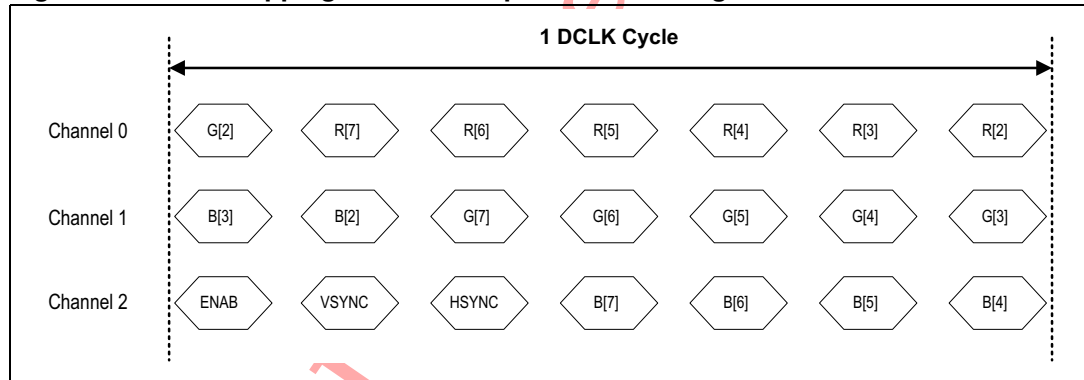 1 DCLK Cycle
Channel 0 G[2] R[7] R[6] R[5] R[4] R[3] R[2]
Channel 1 B[3] B[2] G[7] G[6] G[5] G[4] G[3]
Channel 2 ENAB VSYNC HSYNC B[7] B[6] B[5] B[4]